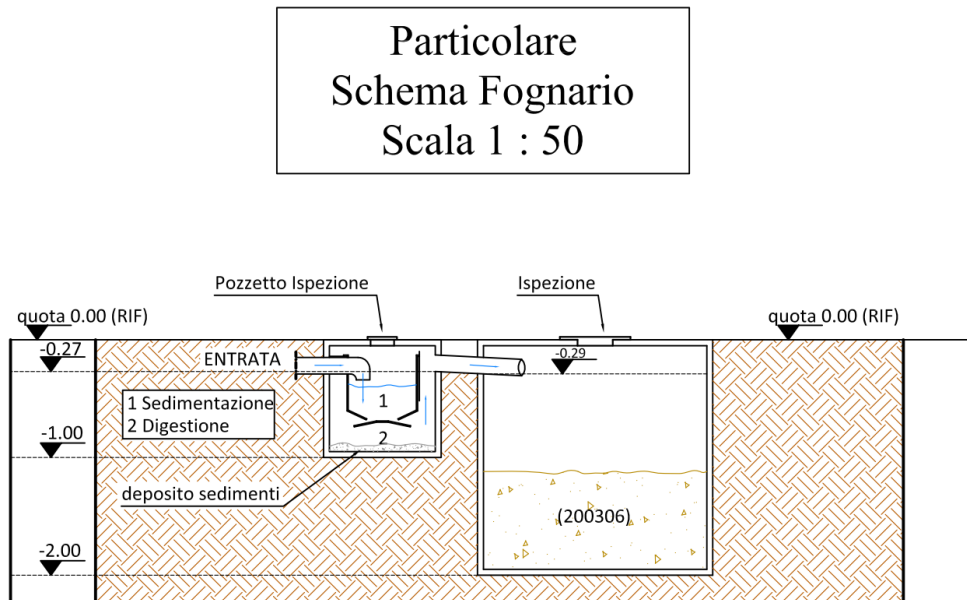 Particolare
Schema Fognario
Scala 1 : 50
Pozzetto Ispezione
Ispezione
quota 0.00 (RIF)
quota 0.00 (RIF)
-0.27
ENTRATA
-0.29
1 Sedimentazione
2 Digestione
1
2
-1.00
deposito sedimenti
(200306)
-2.00